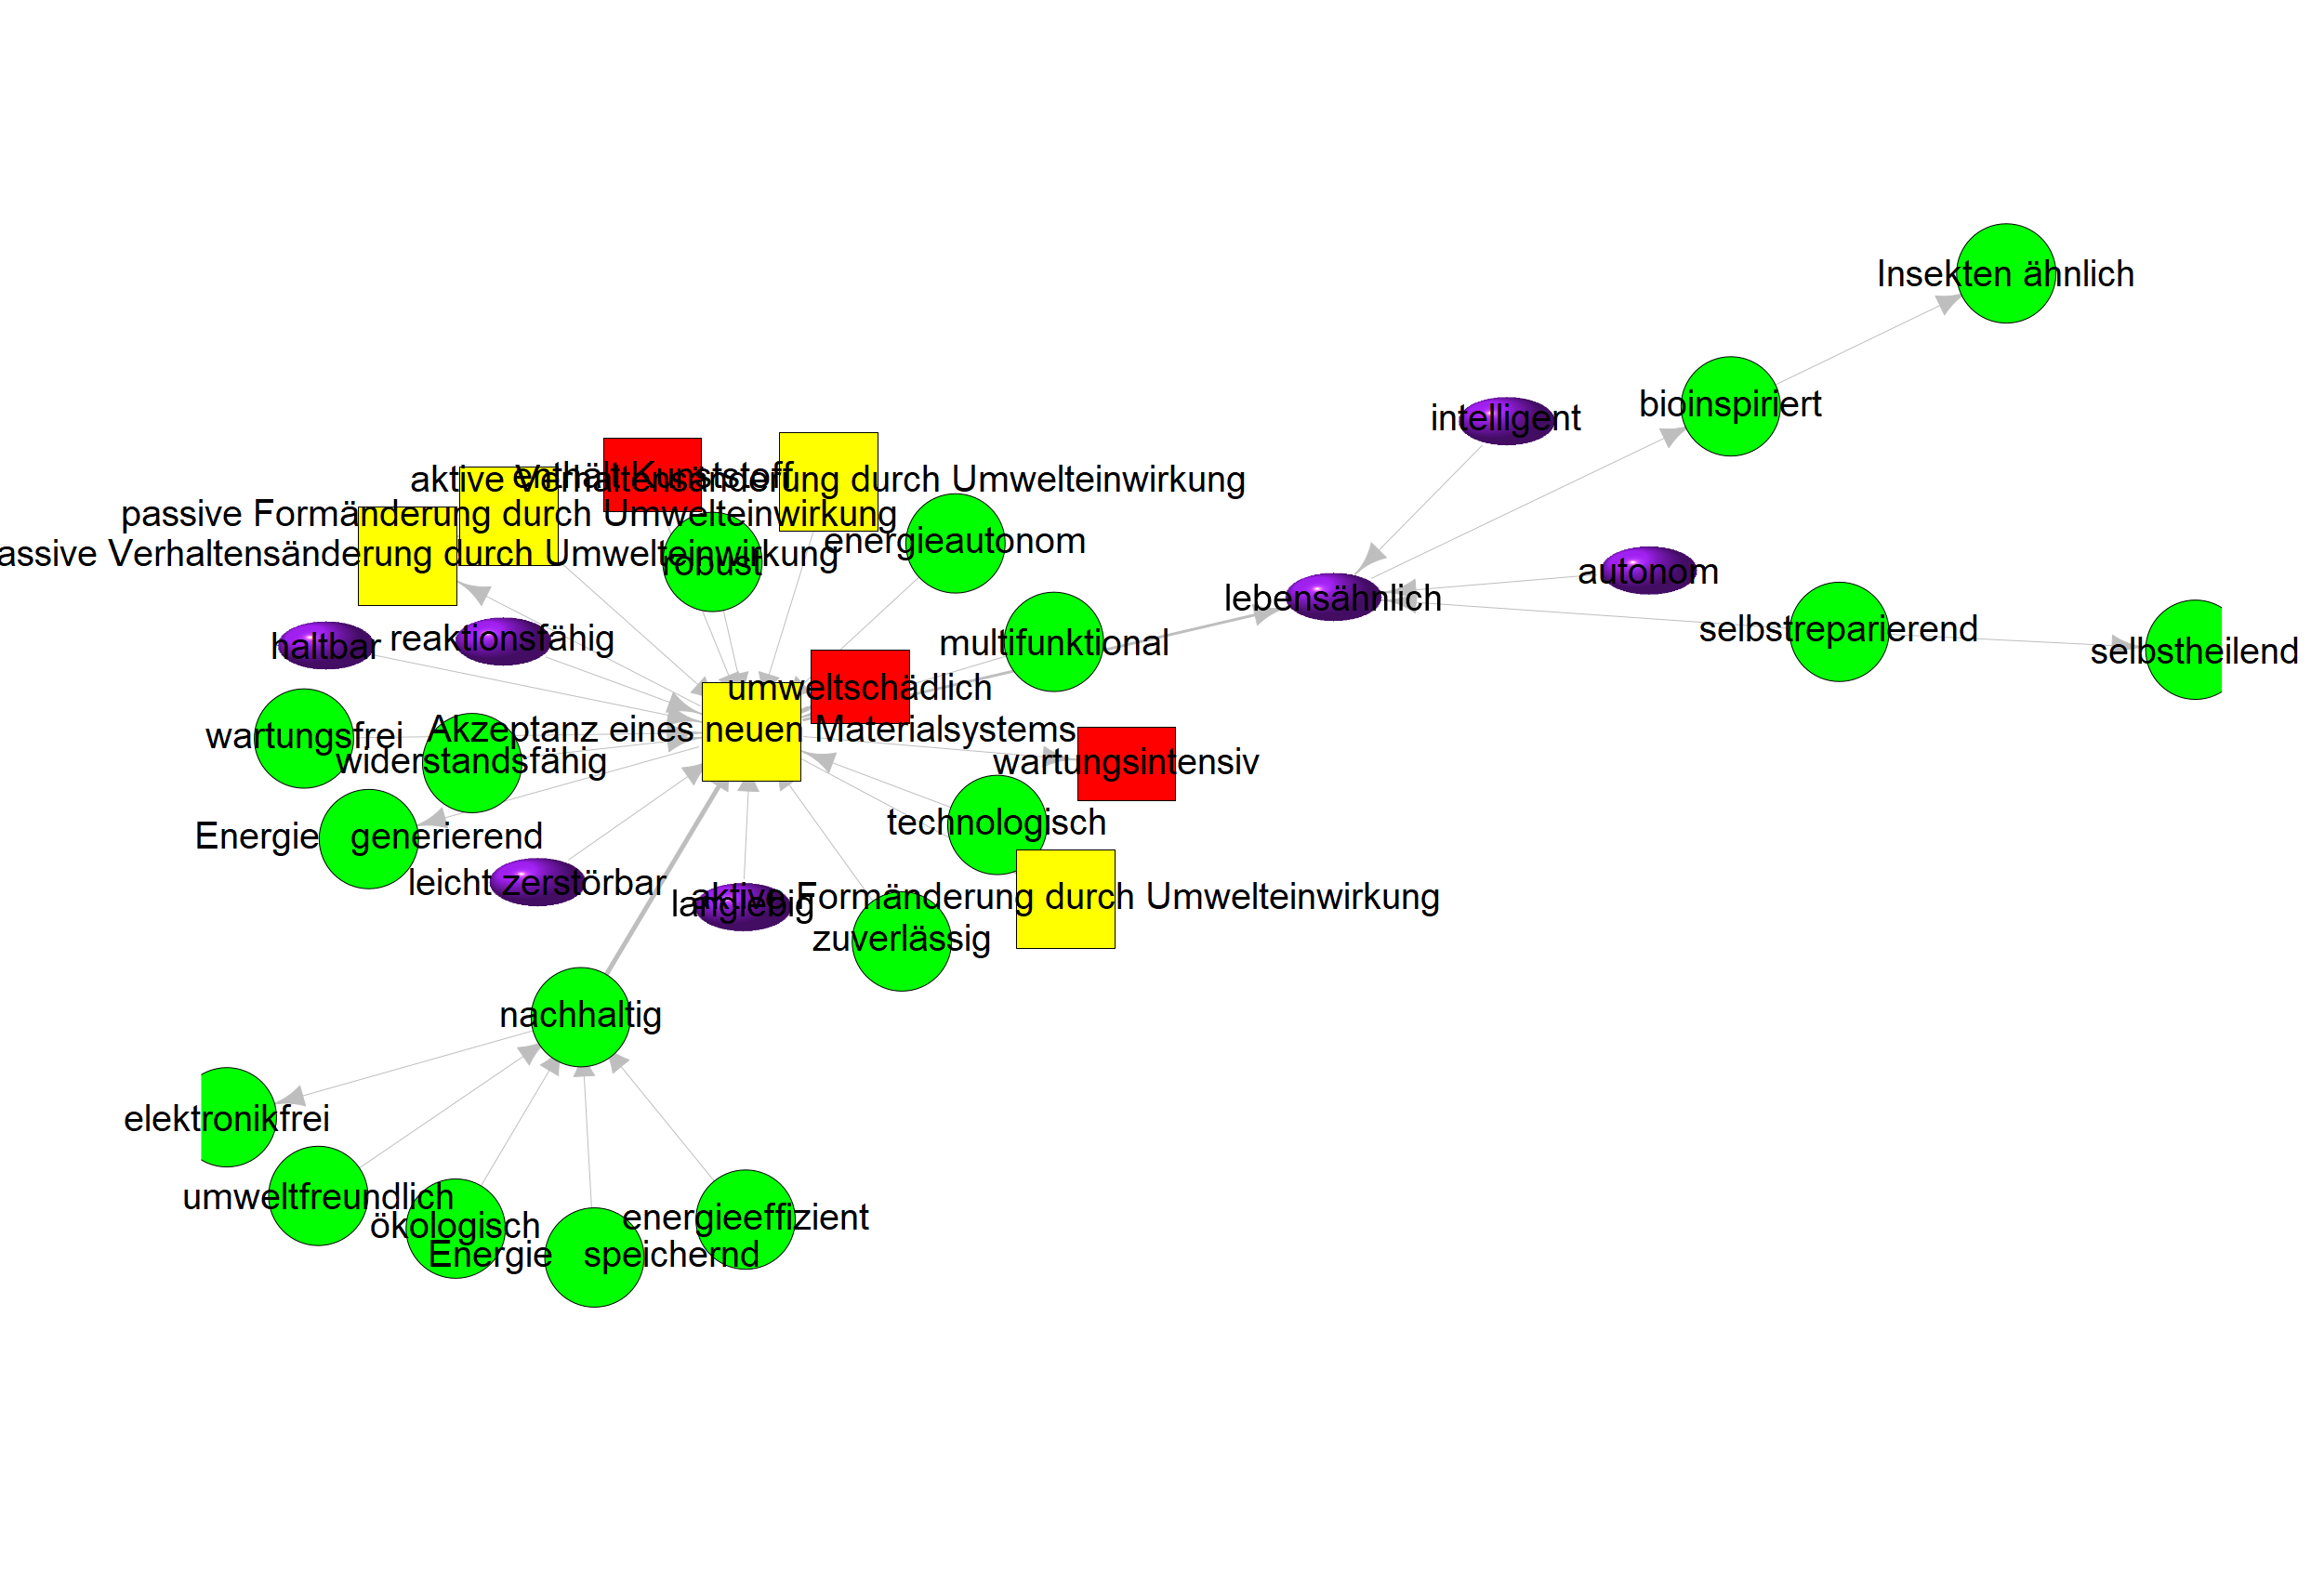 Insekten ähnlich
bioinspiriert
intelligent
enthält Kunststoff
aktive Verhaltensänderung durch Umwelteinwirkung
passive Formänderung durch Umwelteinwirkung
energieautonom
assive Verhaltensänderung durch Umwelteinwirkung
robust
autonom
lebensähnlich
selbstreparierend
haltbar
reaktionsfähig
multifunktional
selbstheilend
umweltschädlich
Akzeptanz eines neuen Materialsystems
wartungsfrei
widerstandsfähig
wartungsintensiv
technologisch
Energie generierend
leicht zerstörbar
langlebig
aktive Formänderung durch Umwelteinwirkung
zuverlässig
nachhaltig
elektronikfrei
umweltfreundlich
ökologisch
energieeffizient
Energie speichernd